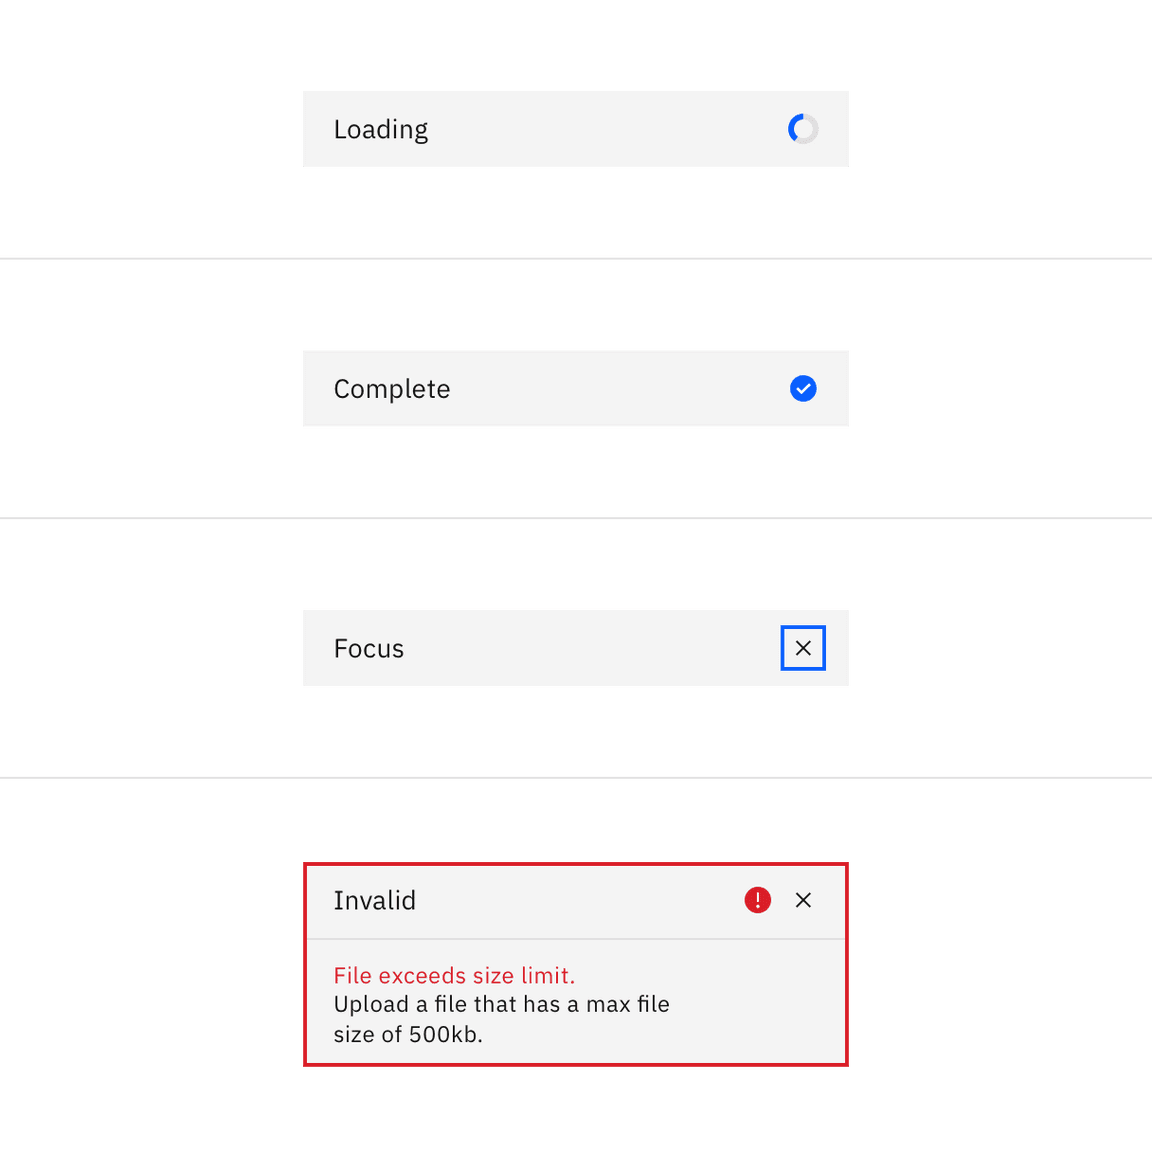 Loading
Complete
Focus
Invalid
File exceeds size limit.
Upload a file that has a max file
size of 500kb.